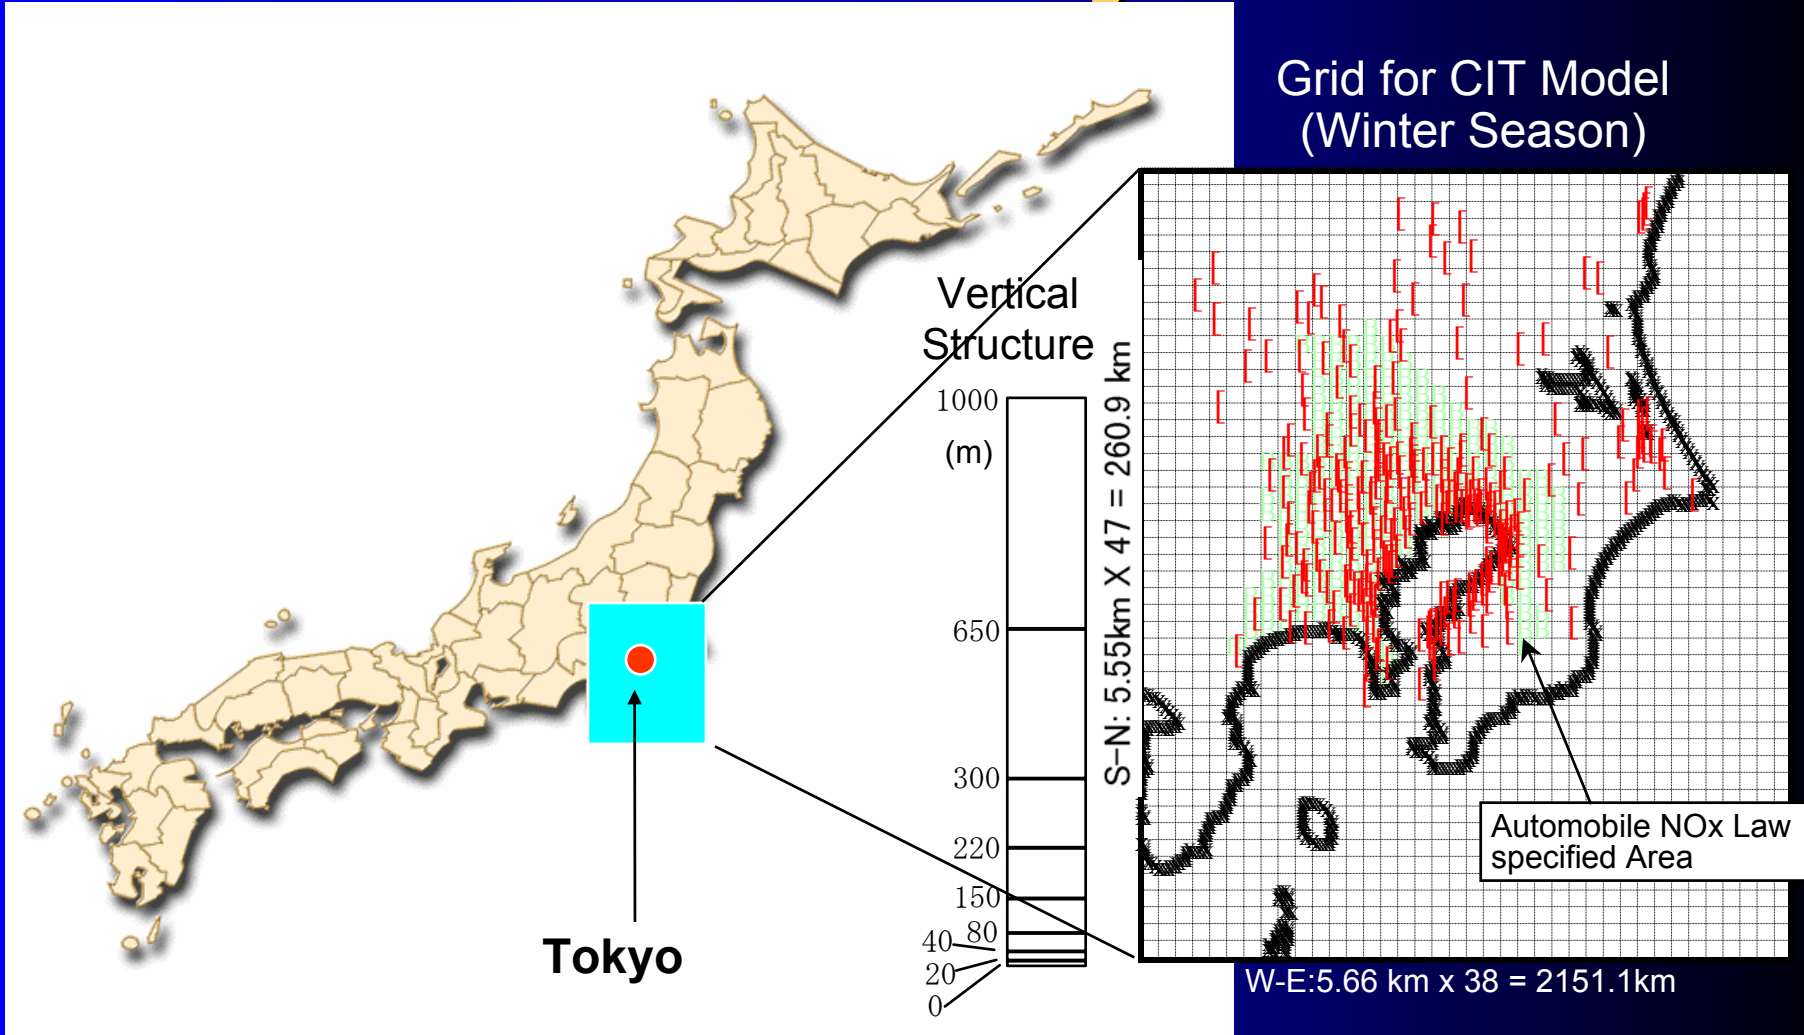 Grid for CIT Model
(Winter Season)
Vertical
Structure
1000
(m)
650
300
220
150
80
40
20
0
S-N: 5.55km X 47 = 260.9 km
Automobile NOx Law
specified Area
Tokyo
W-E:5.66 km x 38 = 2151.1km